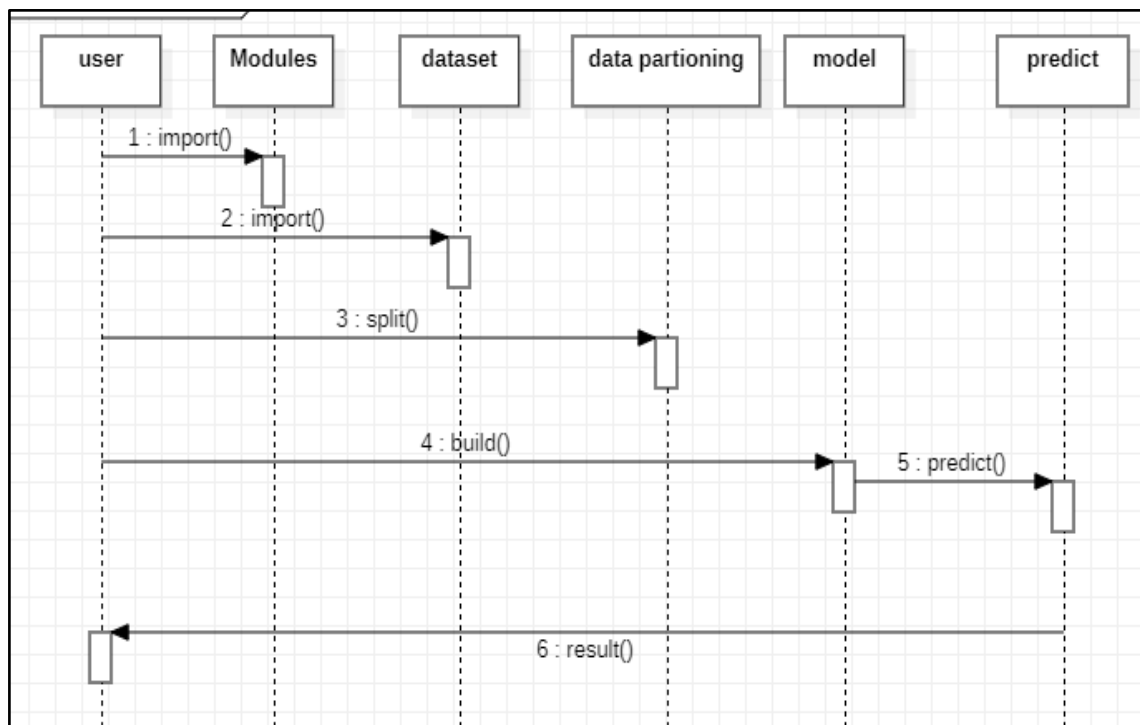 user
Modules
dataset
data partioning
model
predict
1 : import()
2 : import()
3 : split()
4 : build()
5 : predict()
6 : result()